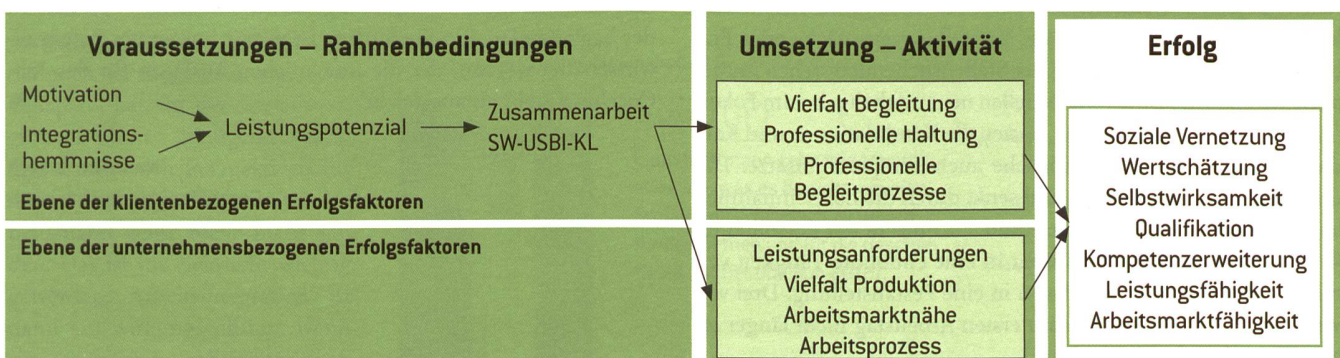 Voraussetzungen – Rahmenbedingungen
Motivation
Integrations-
hemmnisse
Leistungspotenzial
Zusammenarbeit
SW-USBI-KL
Ebene der klientenbezogenen Erfolgsfaktoren
Ebene der unternehmensbezogenen Erfolgsfaktoren
Umsetzung – Aktivität
Vielfalt Begleitung
Professionelle Haltung
Professionelle
Begleitprozesse
Leistungsanforderungen
Vielfalt Produktion
Arbeitsmarktnähe
Arbeitsprozess
Erfolg
Soziale Vernetzung
Wertschätzung
Selbstwirksamkeit
Qualifikation
Kompetenzerweiterung
Leistungsfähigkeit
Arbeitsmarktfähigkeit